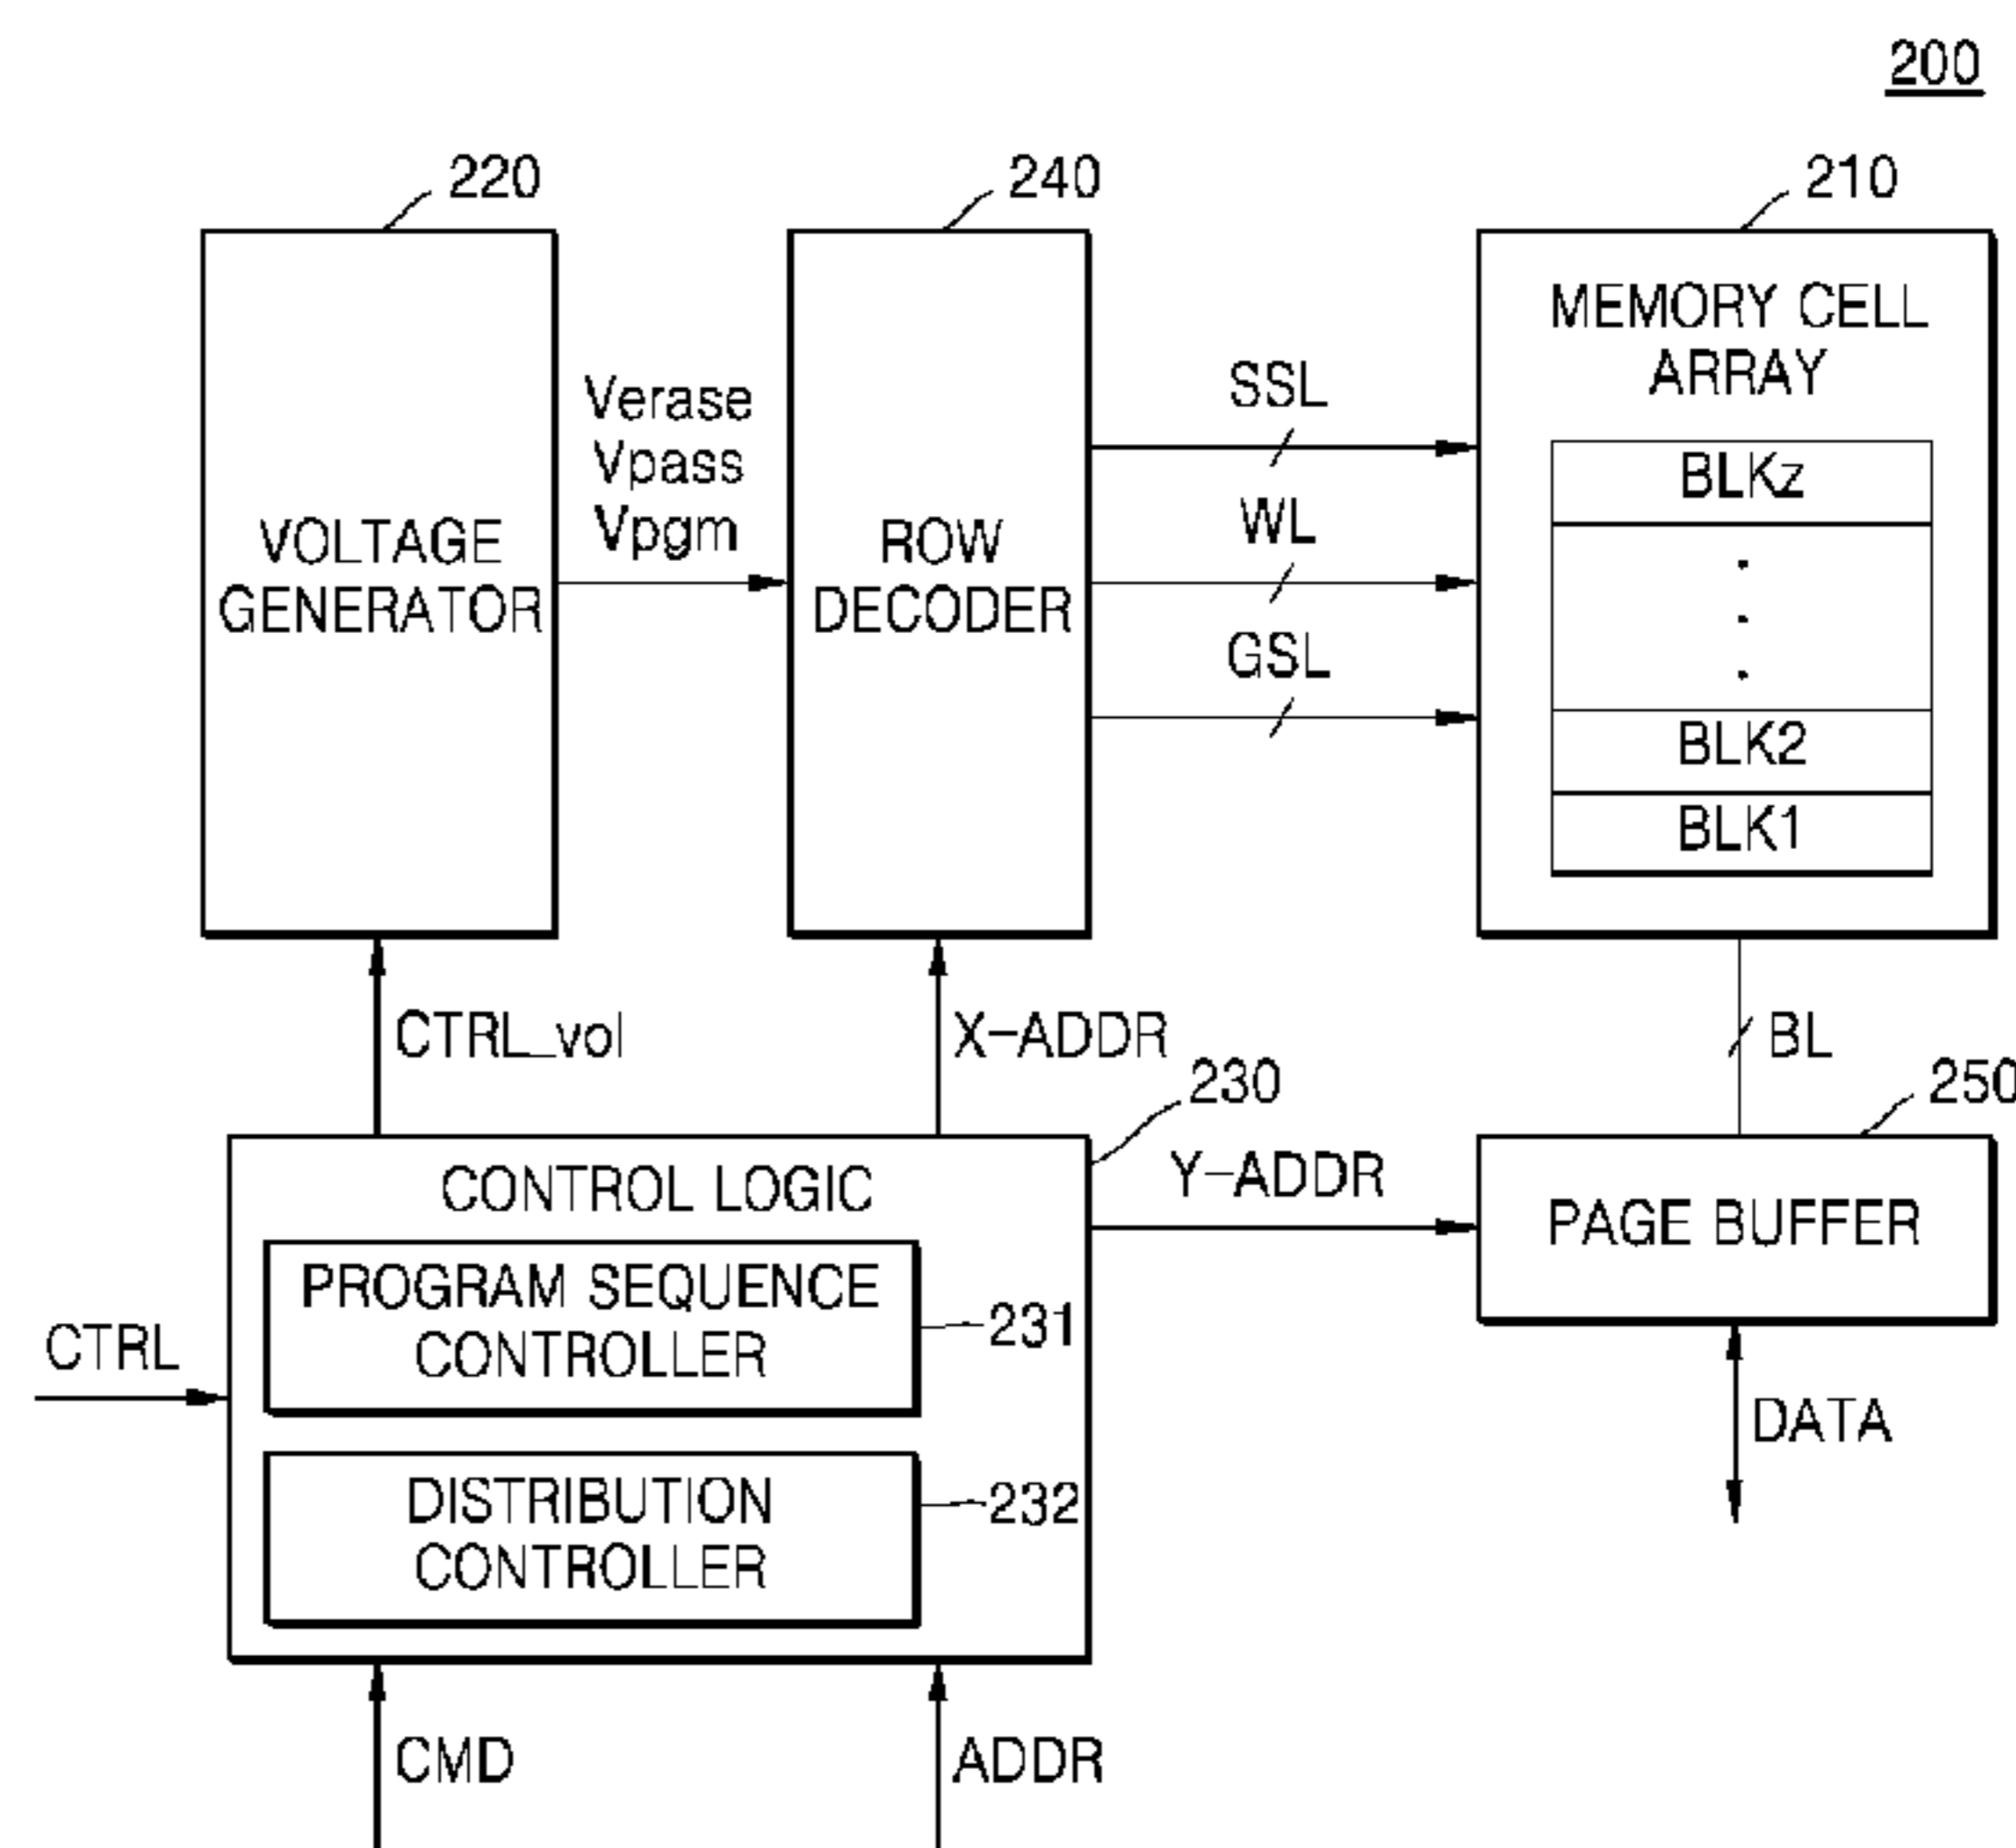 200
220
240
210
VOLTAGE
GENERATOR
Verase
Vpass
Vpgm
ROW
DECODER
SSL
WL
GSL
MEMORY CELL
ARRAY
BLKz
BLK2
BLK1
CTRL_vol
X-ADDR
BL
230
250
CONTROL LOGIC
Y-ADDR
PAGE BUFFER
PROGRAM SEQUENCE
CONTROLLER
231
CTRL
DISTRIBUTION
CONTROLLER
232
DATA
CMD
ADDR